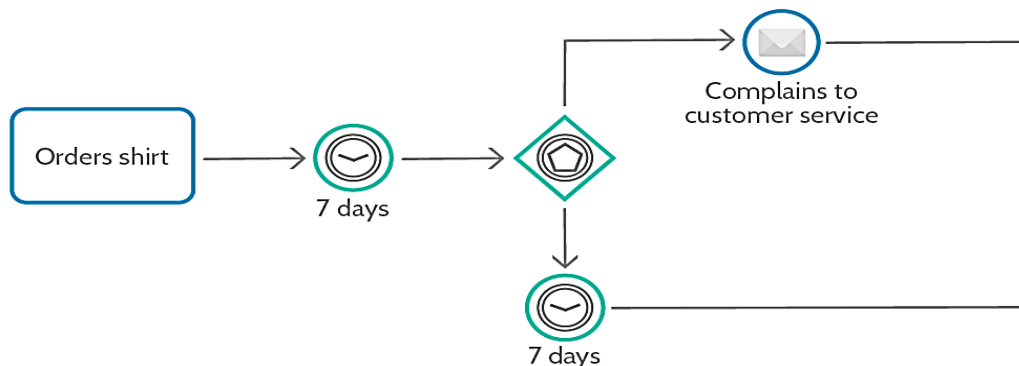 Orders shirt
7 days
Complains to
customer service
7 days